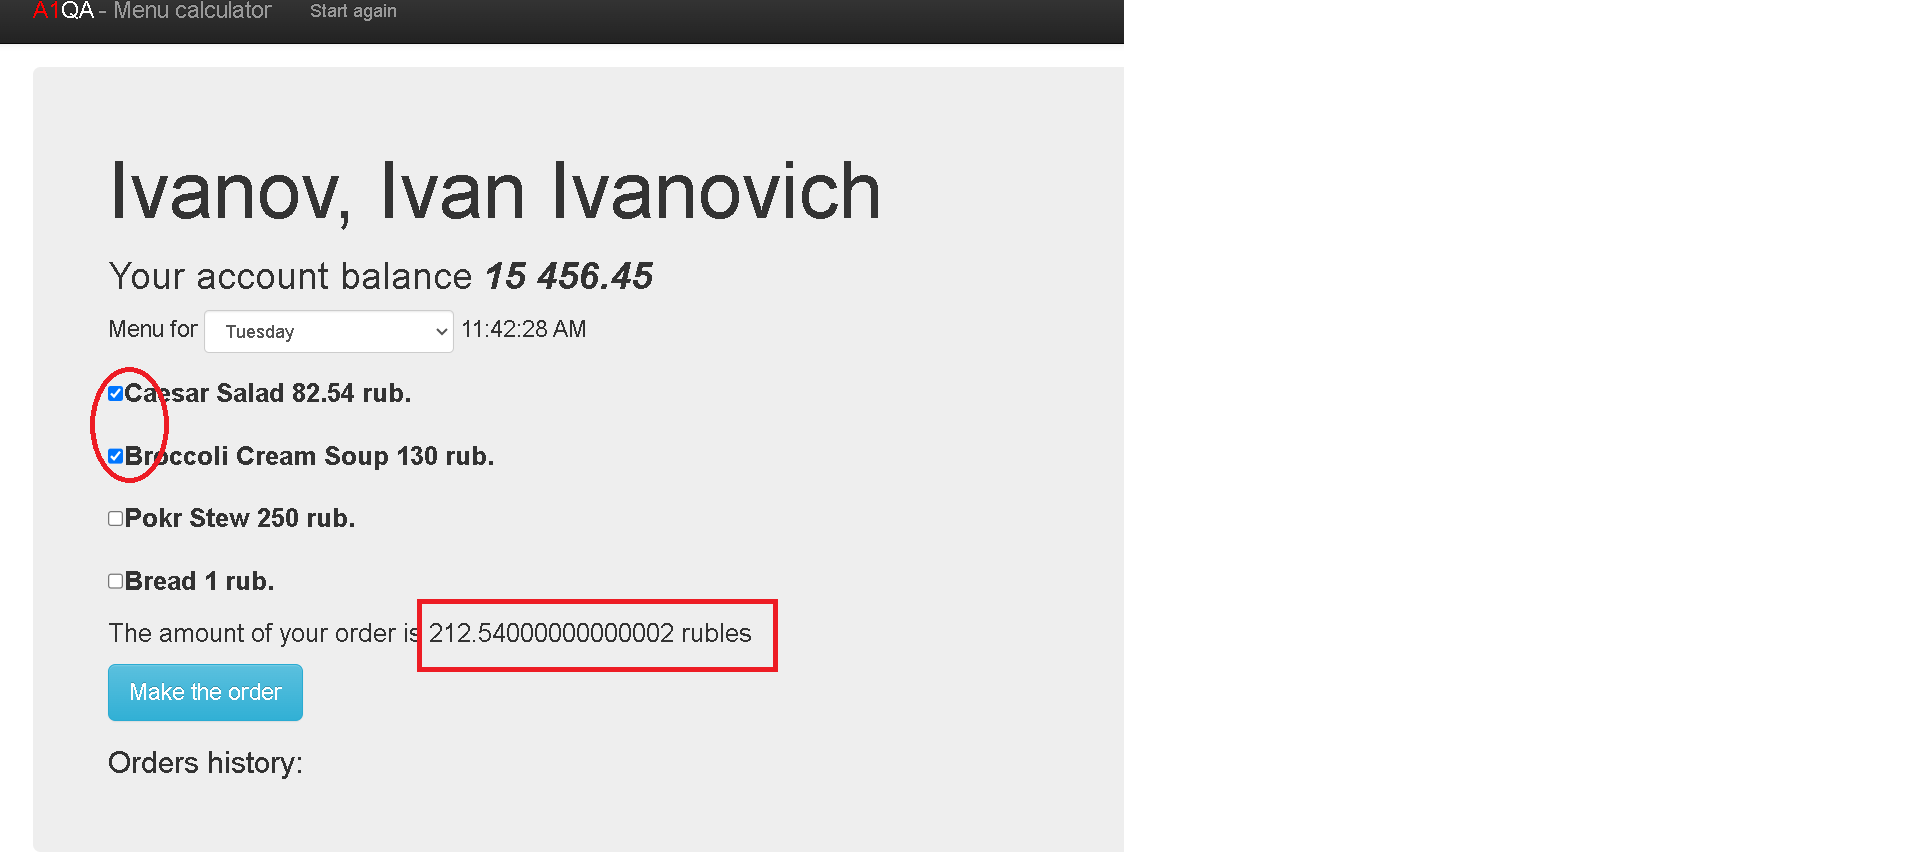 A1QA - Menu calculator Start again
Ivanov, Ivan Ivanovich
Your account balance 15 456.45
Menu for Tuesday 11:42:28 AM
Caesar Salad 82.54 rub.
Broccoli Cream Soup 130 rub.
Pokr Stew 250 rub.
Bread 1 rub.
The amount of your order is 212.54000000000002 rubles
Make the order
Orders history: